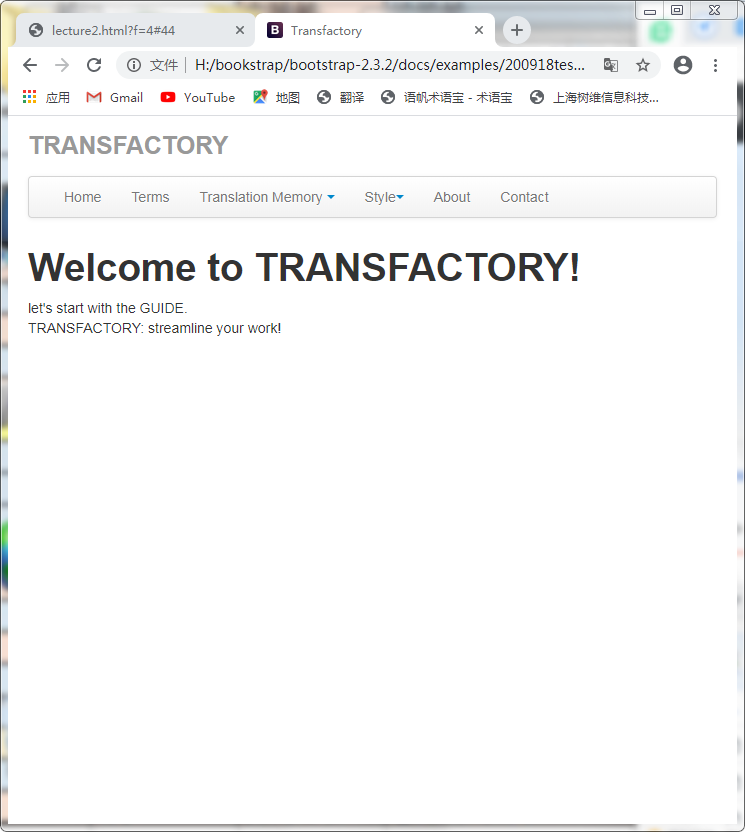 lecture2.html?f=4#44
Transfactory
文件 H:/bookstrap/bootstrap-2.3.2/docs/examples/200918tes...
应用 Gmail YouTube 地图 翻译 语帆术语宝 - 术语宝 上海树维信息科技...
TRANSFACTORY
Home Terms Translation Memory Style About Contact
Welcome to TRANSFACTORY!
let's start with the GUIDE.
TRANSFACTORY: streamline your work!